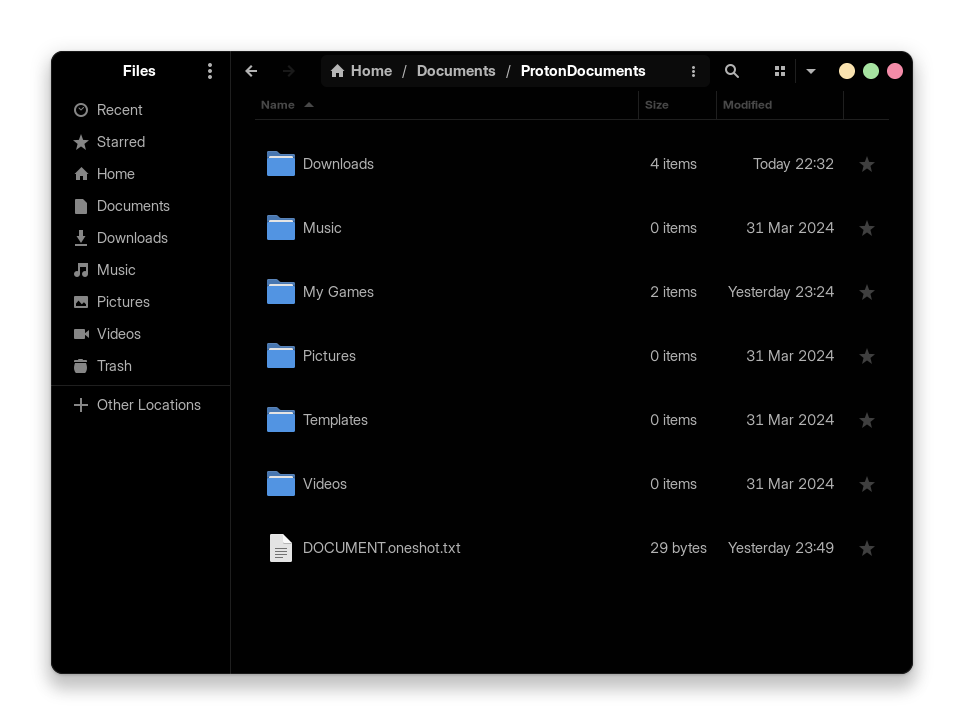 Files
Home / Documents / ProtonDocuments
Recent
Starred
Home
Documents
Downloads
Music
Pictures
Videos
Trash
Other Locations
Name Size Modified
Downloads 4 items Today 22:32
Music 0 items 31 Mar 2024
My Games 2 items Yesterday 23:24
Pictures 0 items 31 Mar 2024
Templates 0 items 31 Mar 2024
Videos 0 items 31 Mar 2024
DOCUMENT.oneshot.txt 29 bytes Yesterday 23:49